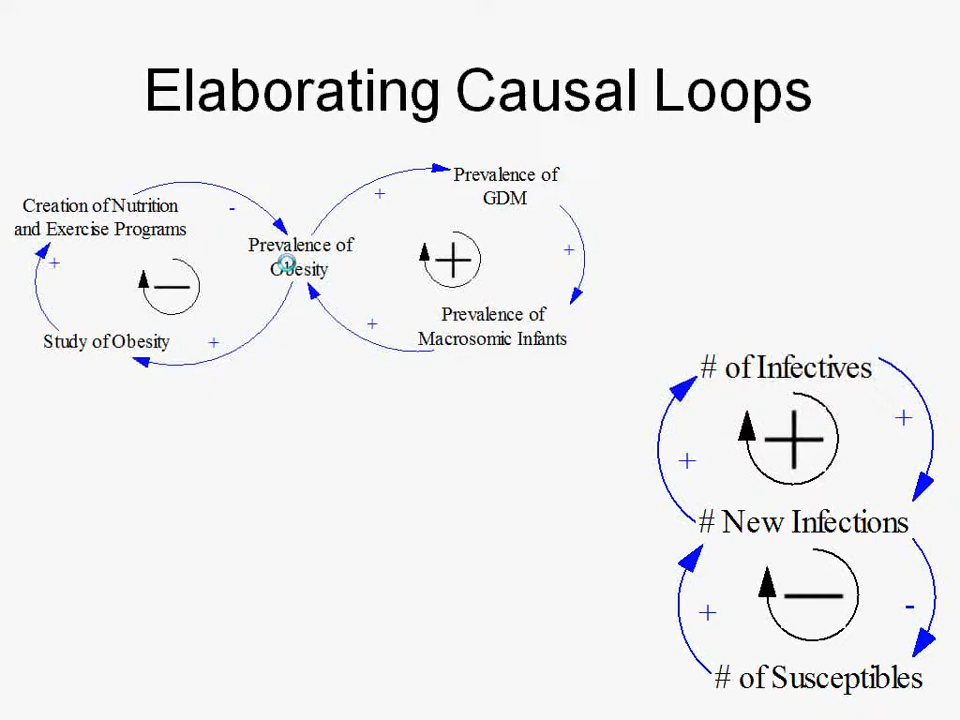 Elaborating Causal Loops
Creation of Nutrition
and Exercise Programs
-
+
Prevalence of
Obesity
Study of Obesity
+
−
+
Prevalence of
GDM
+
+
Prevalence of
Macrosomic Infants
+
# of Infectives
+
+
+
# New Infections
+
−
-
# of Susceptibles